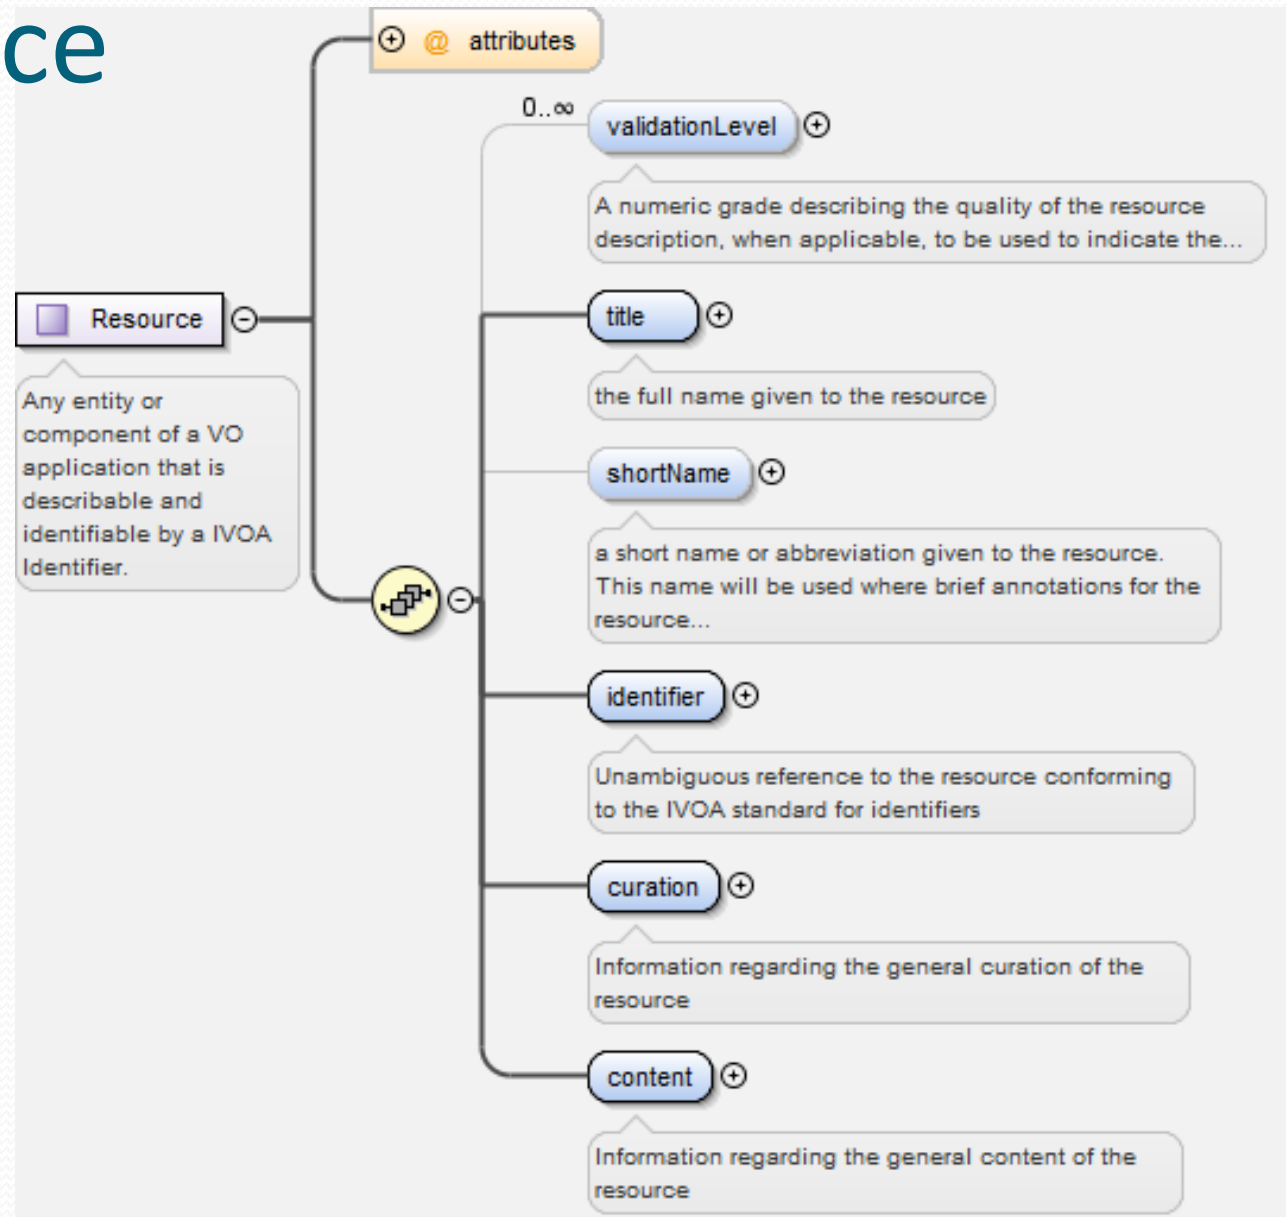 ce
@ attributes
0..∞
validationLevel
A numeric grade describing the quality of the resource
description, when applicable, to be used to indicate the...
Resource
Any entity or
component of a VO
application that is
describable and
identifiable by a IVOA
Identifier.
title
the full name given to the resource
shortName
a short name or abbreviation given to the resource.
This name will be used where brief annotations for the
resource...
identifier
Unambiguous reference to the resource conforming
to the IVOA standard for identifiers
curation
Information regarding the general curation of the
resource
content
Information regarding the general content of the
resource